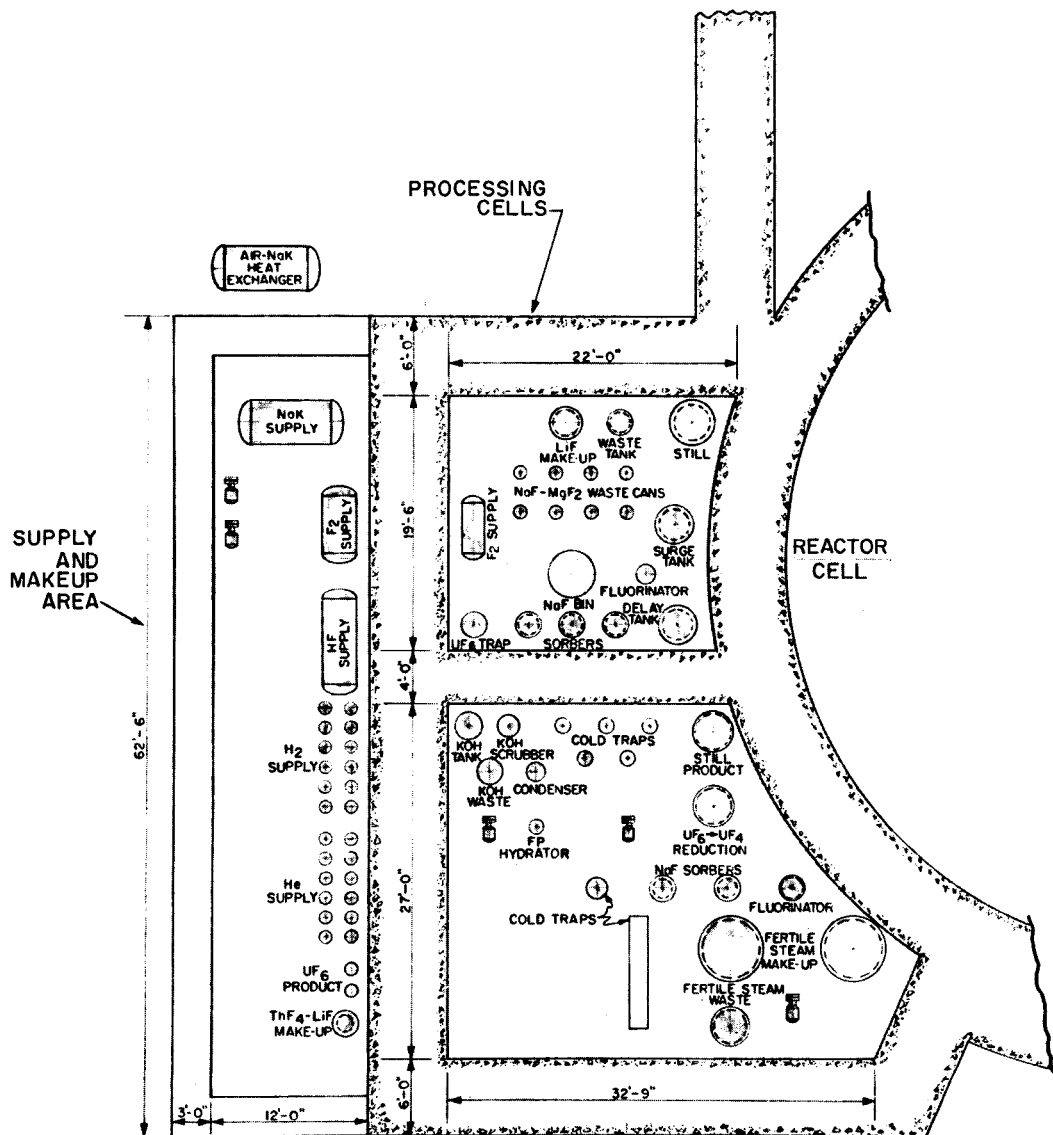 PROCESSING
CELLS
AIR-NaK
HEAT
EXCHANGER
6'-0"
22'-0"
NaK
SUPPLY
LiF
MAKE-UP
WASTE
TANK
STILL
NaF-MgF2 WASTE CANS
F2
SUPPLY
F2 SUPPLY
19'-6"
SURGE
TANK
SUPPLY
AND
MAKEUP
AREA
REACTOR
CELL
FLUORINATOR
NaF BIN
DELAY
TANK
HF
SUPPLY
UF6 TRAP
SORBERS
4'-0"
62'-6"
KOH
TANK
KOH
SCRUBBER
COLD TRAPS
STILL
PRODUCT
H2
SUPPLY
KOH
WASTE
CONDENSER
UF6→UF4
REDUCTION
FP
HYDRATOR
27'-0"
NaF SORBERS
He
SUPPLY
COLD TRAPS
FLUORINATOR
FERTILE
STEAM
MAKE-UP
UF6
PRODUCT
FERTILE STEAM
WASTE
ThF4-LiF
MAKE-UP
6'-0"
32'-9"
3'-0"
12'-0"